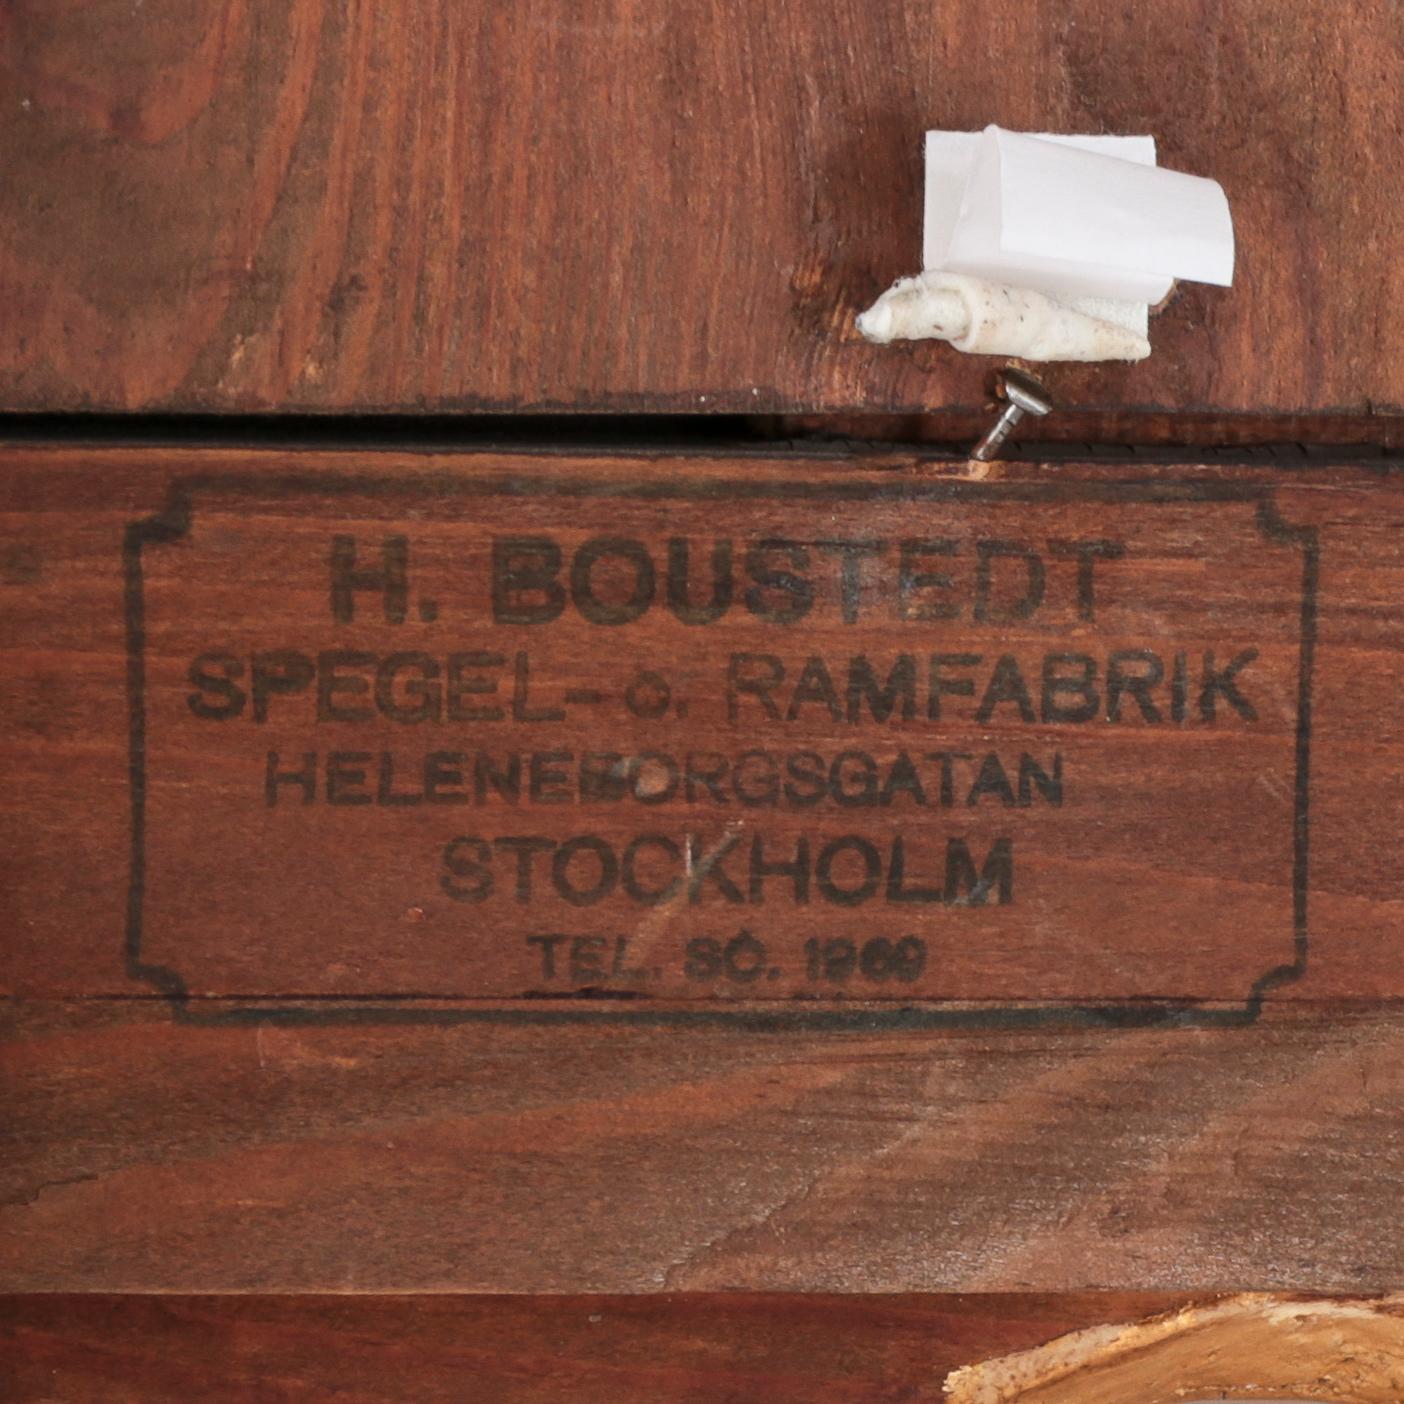 H. BOUSTEDT
SPEGEL- o. RAMFABRIK
HELENEBORGSGATAN
STOCKHOLM
TEL. SÖ. 1969